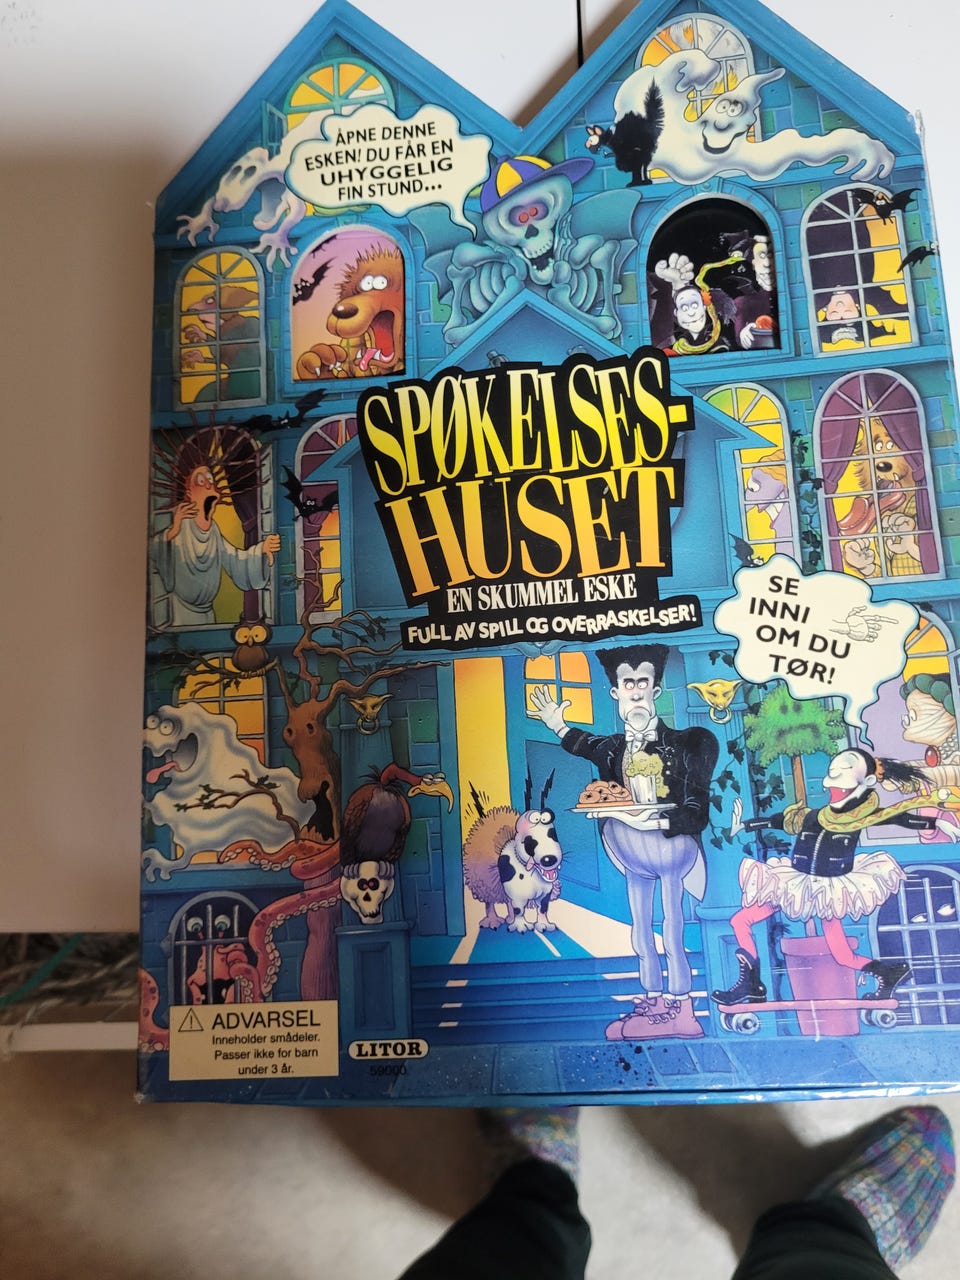 ÅPNE DENNE
ESKEN! DU FÅR EN
UHYGGELIG
FIN STUND...
SPØKELSES-
HUSET
EN SKUMMEL ESKE
FULL AV SPILL OG OVERRASKELSER!
SE
INNI
OM DU
TØR!
ADVARSEL
Inneholder smådeler.
Passer ikke for barn
under 3 år.
LITOR
59000